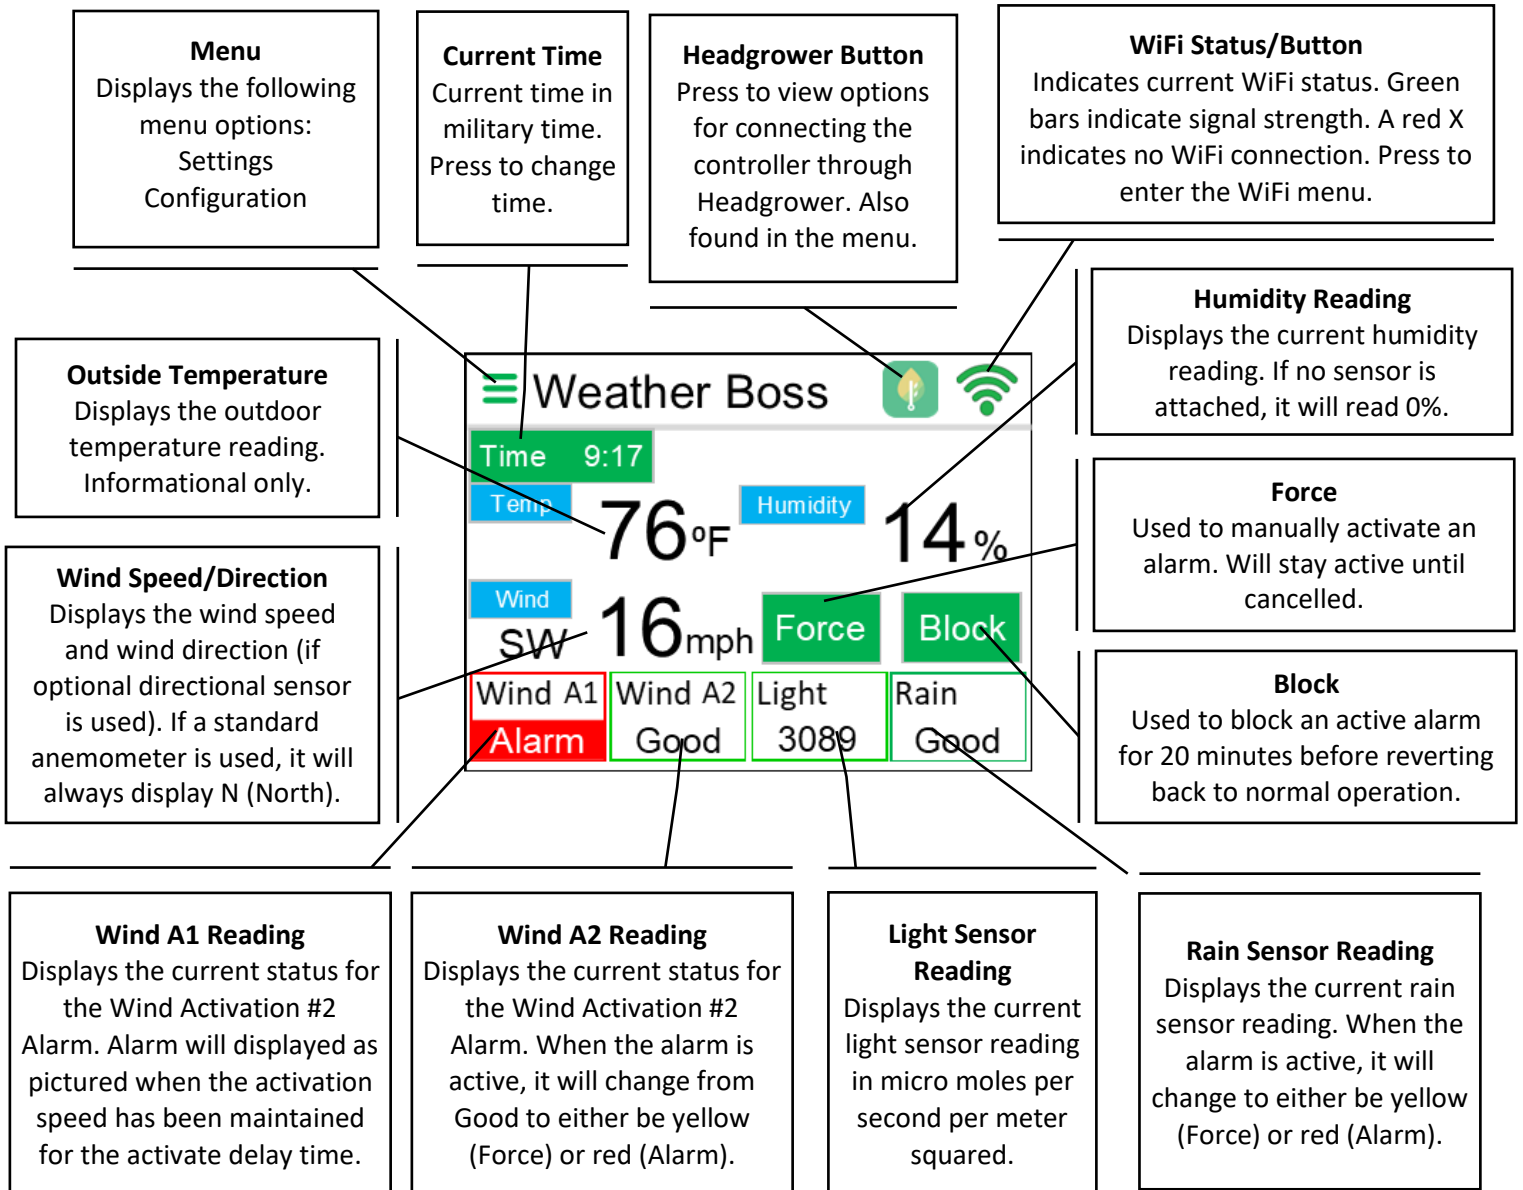 Menu
Displays the following
menu options:
Settings
Configuration
Current Time
Current time in
military time.
Press to change
time.
Headgrower Button
Press to view options
for connecting the
controller through
Headgrower. Also
found in the menu.
WiFi Status/Button
Indicates current WiFi status. Green
bars indicate signal strength. A red X
indicates no WiFi connection. Press to
enter the WiFi menu.
Outside Temperature
Displays the outdoor
temperature reading.
Informational only.
Wind Speed/Direction
Displays the wind speed
and wind direction (if
optional directional sensor
is used). If a standard
anemometer is used, it will
always display N (North).
Weather Boss
Time 9:17
Temp 76°F Humidity 14%
Wind
SW 16mph Force Block
Wind A1 Wind A2 Light Rain
Alarm Good 3089 Good
Humidity Reading
Displays the current humidity
reading. If no sensor is
attached, it will read 0%.
Force
Used to manually activate an
alarm. Will stay active until
cancelled.
Block
Used to block an active alarm
for 20 minutes before reverting
back to normal operation.
Wind A1 Reading
Displays the current status for
the Wind Activation #2
Alarm. Alarm will displayed as
pictured when the activation
speed has been maintained
for the activate delay time.
Wind A2 Reading
Displays the current status for
the Wind Activation #2
Alarm. When the alarm is
active, it will change from
Good to either be yellow
(Force) or red (Alarm).
Light Sensor
Reading
Displays the current
light sensor reading
in micro moles per
second per meter
squared.
Rain Sensor Reading
Displays the current rain
sensor reading. When the
alarm is active, it will
change to either be yellow
(Force) or red (Alarm).